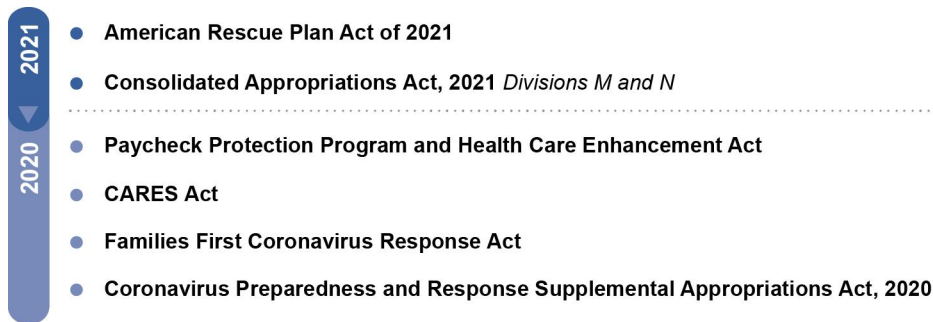 2021
American Rescue Plan Act of 2021
Consolidated Appropriations Act, 2021 Divisions M and N
2020
Paycheck Protection Program and Health Care Enhancement Act
CARES Act
Families First Coronavirus Response Act
Coronavirus Preparedness and Response Supplemental Appropriations Act, 2020